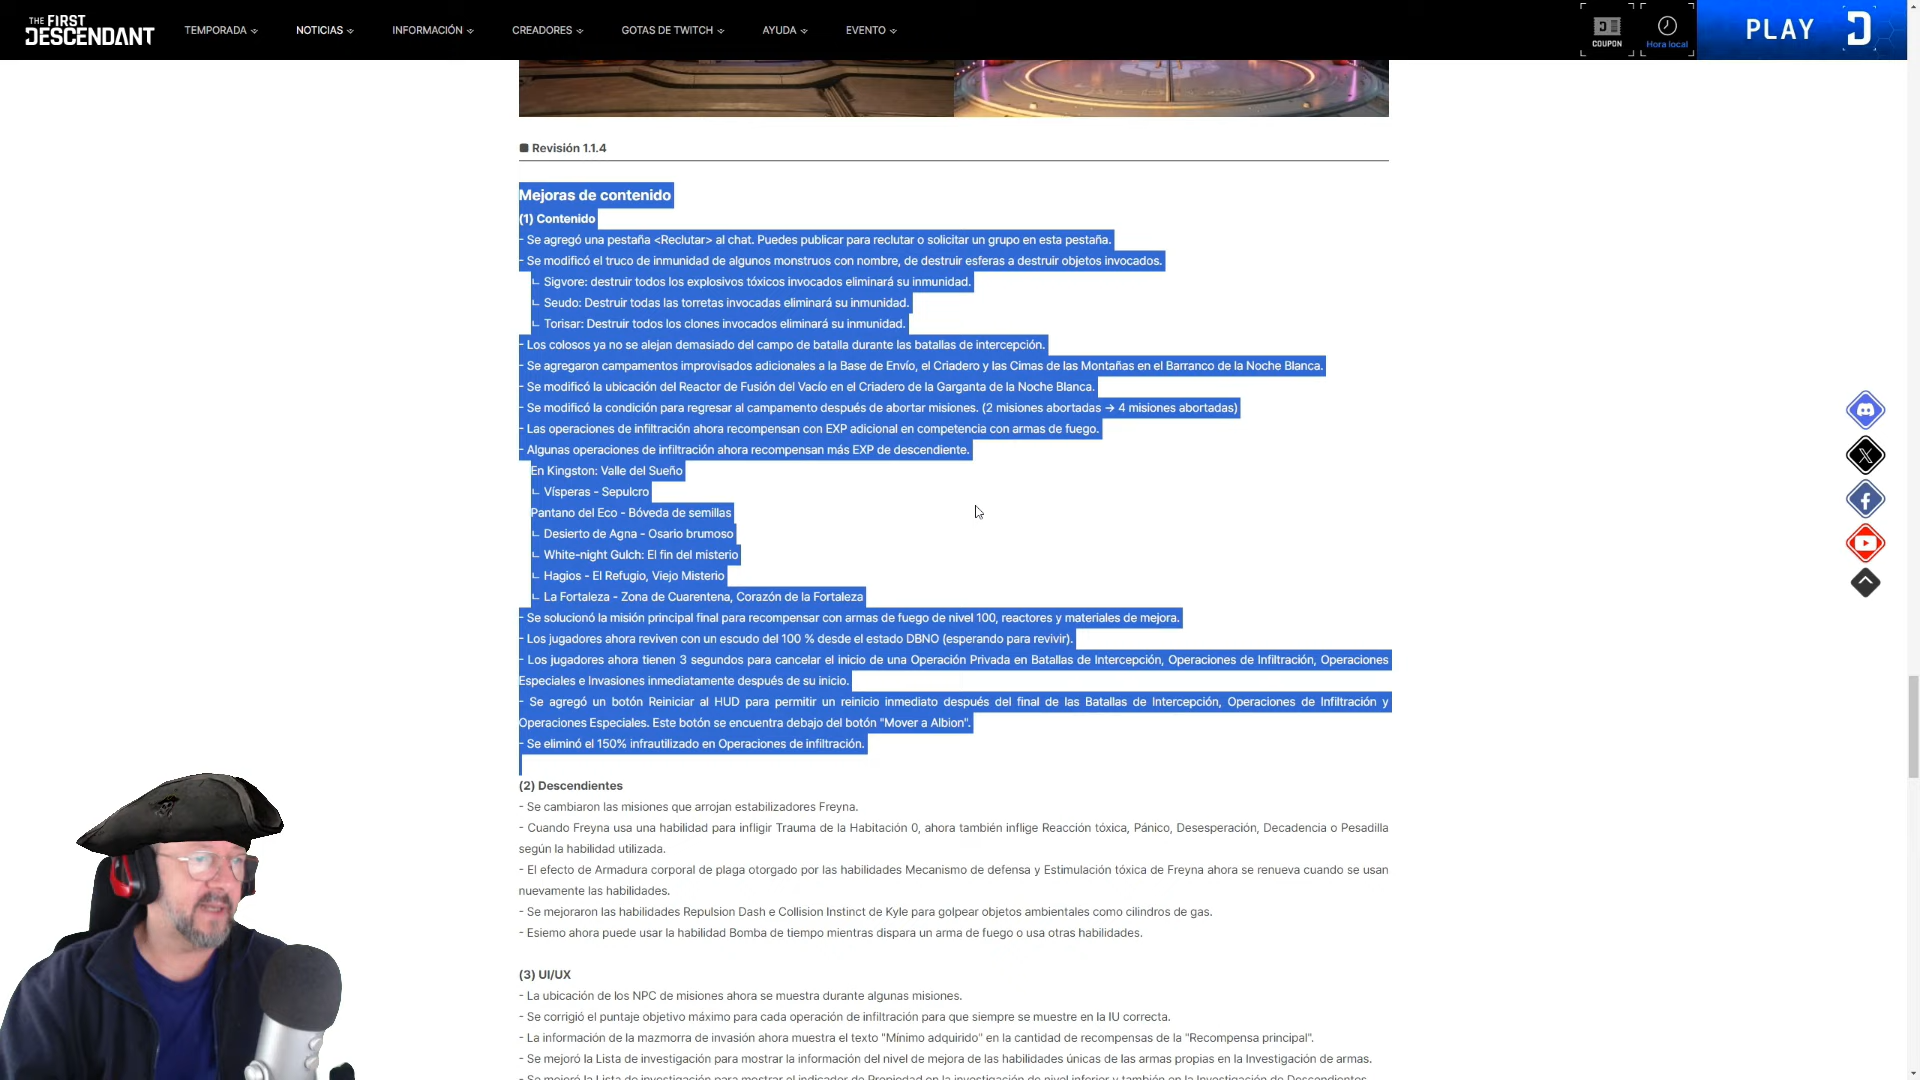 THE FIRST DESCENDANT
TEMPORADA
NOTICIAS
INFORMACIÓN
CREADORES
GOTAS DE TWITCH
AYUDA
EVENTO
COUPON
Hora local
PLAY
Revisión 1.1.4
Mejoras de contenido
(1) Contenido
- Se agregó una pestaña <Reclutar> al chat. Puedes publicar para reclutar o solicitar un grupo en esta pestaña.
- Se modificó el truco de inmunidad de algunos monstruos con nombre, de destruir esferas a destruir objetos invocados.
ㄴ Sigvore: destruir todos los explosivos tóxicos invocados eliminará su inmunidad.
ㄴ Seudo: Destruir todas las torretas invocadas eliminará su inmunidad.
ㄴ Torisar: Destruir todos los clones invocados eliminará su inmunidad.
- Los colosos ya no se alejan demasiado del campo de batalla durante las batallas de intercepción.
- Se agregaron campamentos improvisados adicionales a la Base de Envío, el Criadero y las Cimas de las Montañas en el Barranco de la Noche Blanca.
- Se modificó la ubicación del Reactor de Fusión del Vacío en el Criadero de la Garganta de la Noche Blanca.
- Se modificó la condición para regresar al campamento después de abortar misiones. (2 misiones abortadas → 4 misiones abortadas)
- Las operaciones de infiltración ahora recompensan con EXP adicional en competencia con armas de fuego.
- Algunas operaciones de infiltración ahora recompensan más EXP de descendiente.
En Kingston: Valle del Sueño
ㄴ Vísperas - Sepulcro
Pantano del Eco - Bóveda de semillas
ㄴ Desierto de Agna - Osario brumoso
ㄴ White-night Gulch: El fin del misterio
ㄴ Hagios - El Refugio, Viejo Misterio
ㄴ La Fortaleza - Zona de Cuarentena, Corazón de la Fortaleza
- Se solucionó la misión principal final para recompensar con armas de fuego de nivel 100, reactores y materiales de mejora.
- Los jugadores ahora reviven con un escudo del 100 % desde el estado DBNO (esperando para revivir).
- Los jugadores ahora tienen 3 segundos para cancelar el inicio de una Operación Privada en Batallas de Intercepción, Operaciones de Infiltración, Operaciones
Especiales e Invasiones inmediatamente después de su inicio.
- Se agregó un botón Reiniciar al HUD para permitir un reinicio inmediato después del final de las Batallas de Intercepción, Operaciones de Infiltración y
Operaciones Especiales. Este botón se encuentra debajo del botón "Mover a Albion".
- Se eliminó el 150% infrautilizado en Operaciones de infiltración.
(2) Descendientes
- Se cambiaron las misiones que arrojan estabilizadores Freyna.
- Cuando Freyna usa una habilidad para infligir Trauma de la Habitación 0, ahora también inflige Reacción tóxica, Pánico, Desesperación, Decadencia o Pesadilla
según la habilidad utilizada.
- El efecto de Armadura corporal de plaga otorgado por las habilidades Mecanismo de defensa y Estimulación tóxica de Freyna ahora se renueva cuando se usan
nuevamente las habilidades.
- Se mejoraron las habilidades Repulsion Dash e Collision Instinct de Kyle para golpear objetos ambientales como cilindros de gas.
- Esiemo ahora puede usar la habilidad Bomba de tiempo mientras dispara un arma de fuego o usa otras habilidades.
(3) UI/UX
- La ubicación de los NPC de misiones ahora se muestra durante algunas misiones.
- Se corrigió el puntaje objetivo máximo para cada operación de infiltración para que siempre se muestre en la IU correcta.
- La información de la mazmorra de invasión ahora muestra el texto "Mínimo adquirido" en la cantidad de recompensas de la "Recompensa principal".
- Se mejoró la Lista de investigación para mostrar la información del nivel de mejora de las habilidades únicas de las armas propias en la Investigación de armas.
- Se mejoró la Lista de investigación para mostrar el indicador de Propiedad en la investigación de nivel inferior y también en la Investigación de Descendientes.